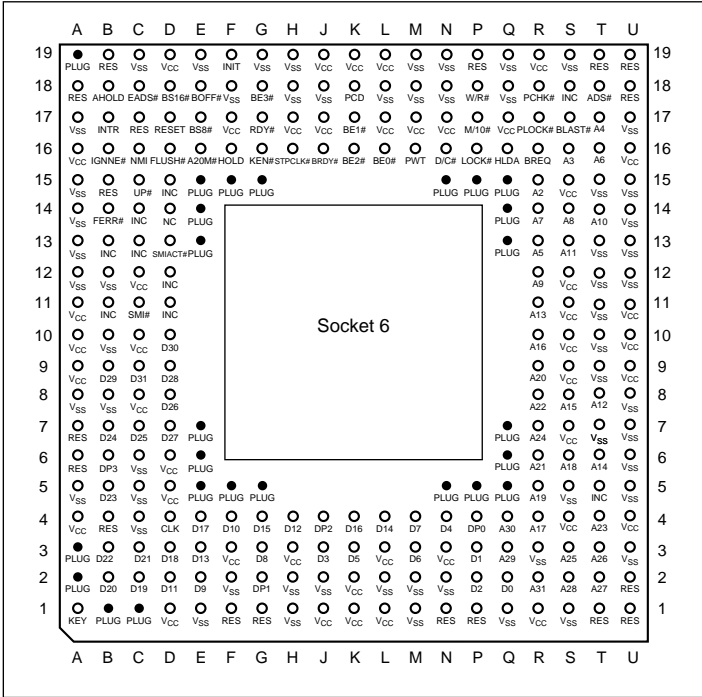 A B C D E F G H J K L M N P Q R S T U
19 19
PLUG RES VSS VCC VSS INIT VSS VSS VCC VCC VCC VSS VSS RES VSS VCC VSS RES RES
18 18
RES AHOLD EADS# BS16# BOFF# VSS BE3# VSS VSS PCD VSS VSS VSS W/R# VSS PCHK# INC ADS# RES
17 17
VSS INTR RES RESET BS8# VCC RDY# VCC VCC BE1# VCC VCC VCC M/10# VCC PLOCK# BLAST# A4 VSS
16 16
VCC IGNNE# NMI FLUSH# A20M# HOLD KEN# STPCLK# BRDY# BE2# BE0# PWT D/C# LOCK# HLDA BREQ A3 A6 VCC
15 15
VSS RES UP# INC PLUG PLUG PLUG PLUG PLUG PLUG A2 VCC VSS VSS
14 14
VSS FERR# INC NC PLUG PLUG A7 A8 A10 VSS
13 13
VSS INC INC SMIACT# PLUG PLUG A5 A11 VSS VSS
12 12
VSS VSS VCC INC A9 VCC VSS VSS
11 11
VCC INC SMI# INC A13 VCC VSS VCC
Socket 6
10 10
VCC VSS VCC D30 A16 VCC VSS VCC
9 9
VCC D29 D31 D28 A20 VCC VSS VCC
8 8
VSS VSS VCC D26 A22 A15 A12 VSS
7 7
RES D24 D25 D27 PLUG PLUG A24 VCC VSS VSS
6 6
RES DP3 VSS VCC PLUG PLUG A21 A18 A14 VSS
5 5
VSS D23 VSS VCC PLUG PLUG PLUG PLUG PLUG PLUG A19 VSS INC VSS
4 4
VCC RES VSS CLK D17 D10 D15 D12 DP2 D16 D14 D7 D4 DP0 A30 A17 VCC A23 VCC
3 3
PLUG D22 D21 D18 D13 VCC D8 VCC D3 D5 VCC D6 VCC D1 A29 VSS A25 A26 VSS
2 2
PLUG D20 D19 D11 D9 VSS DP1 VSS VSS VCC VSS VSS VSS D2 D0 A31 A28 A27 RES
1 1
KEY PLUG PLUG VCC VSS RES RES VSS VCC VCC VCC VSS RES RES VSS VCC VSS RES RES
A B C D E F G H J K L M N P Q R S T U